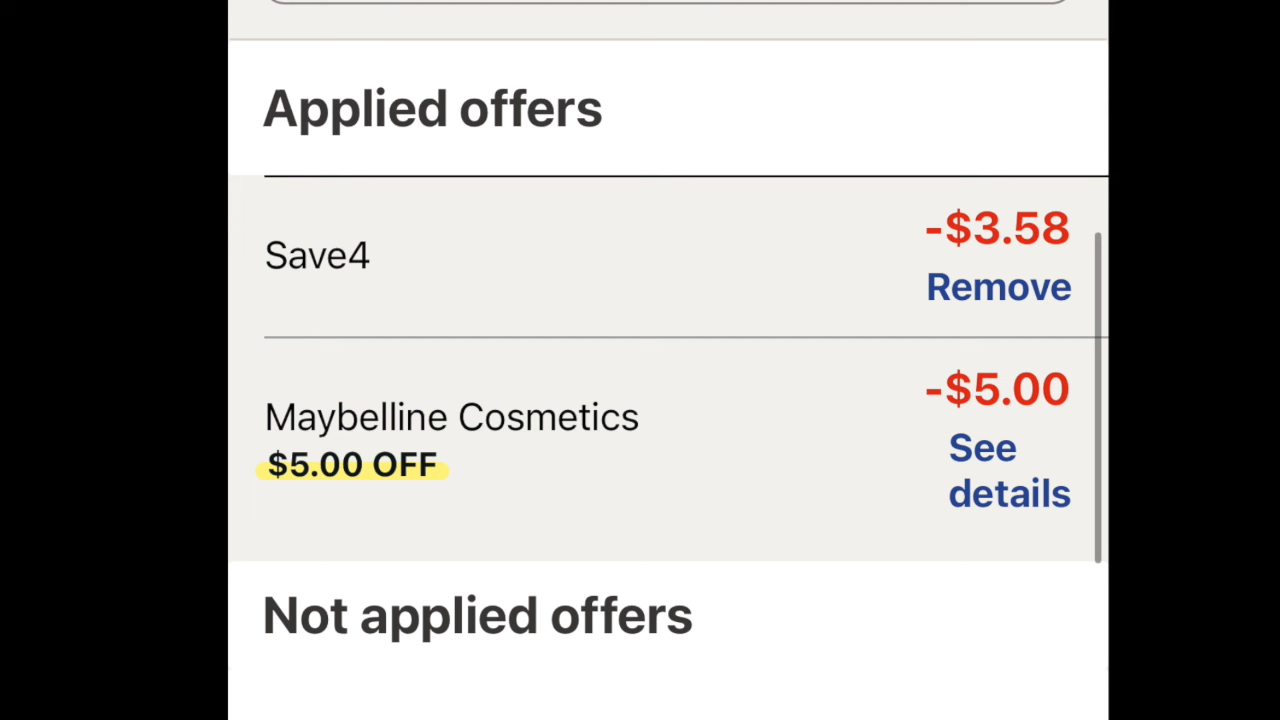 Applied offers
Save4
-$3.58
Remove
Maybelline Cosmetics
$5.00 OFF
-$5.00
See
details
Not applied offers